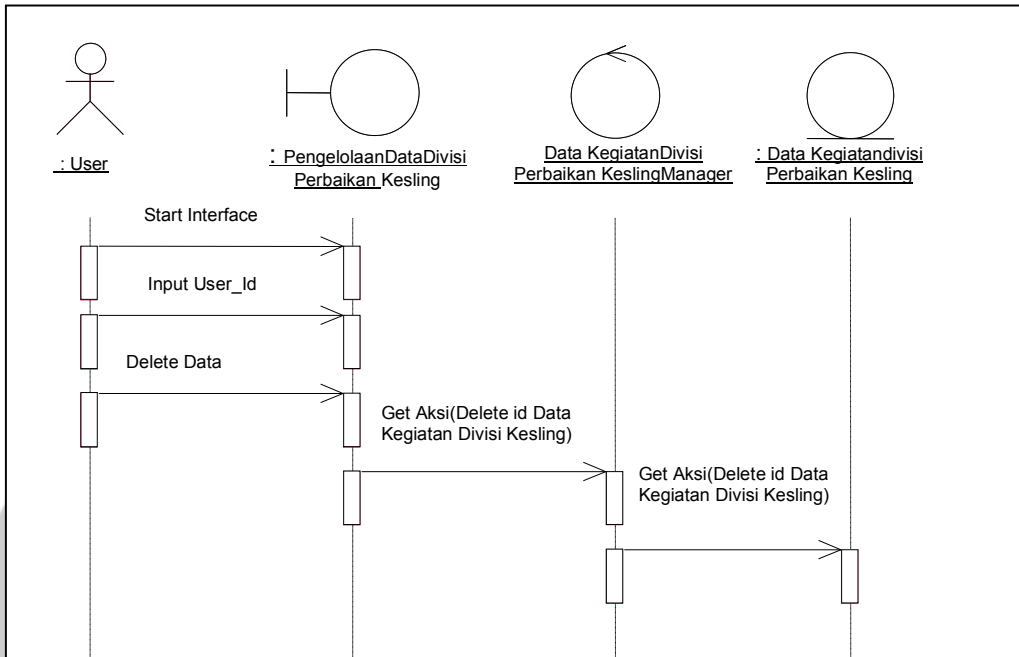 : User
: PengelolaanDataDivisi
Perbaikan Kesling
Data KegiatanDivisi
Perbaikan KeslingManager
: Data Kegiatandivisi
Perbaikan Kesling
Start Interface
Input User_Id
Delete Data
Get Aksi(Delete id Data
Kegiatan Divisi Kesling)
Get Aksi(Delete id Data
Kegiatan Divisi Kesling)